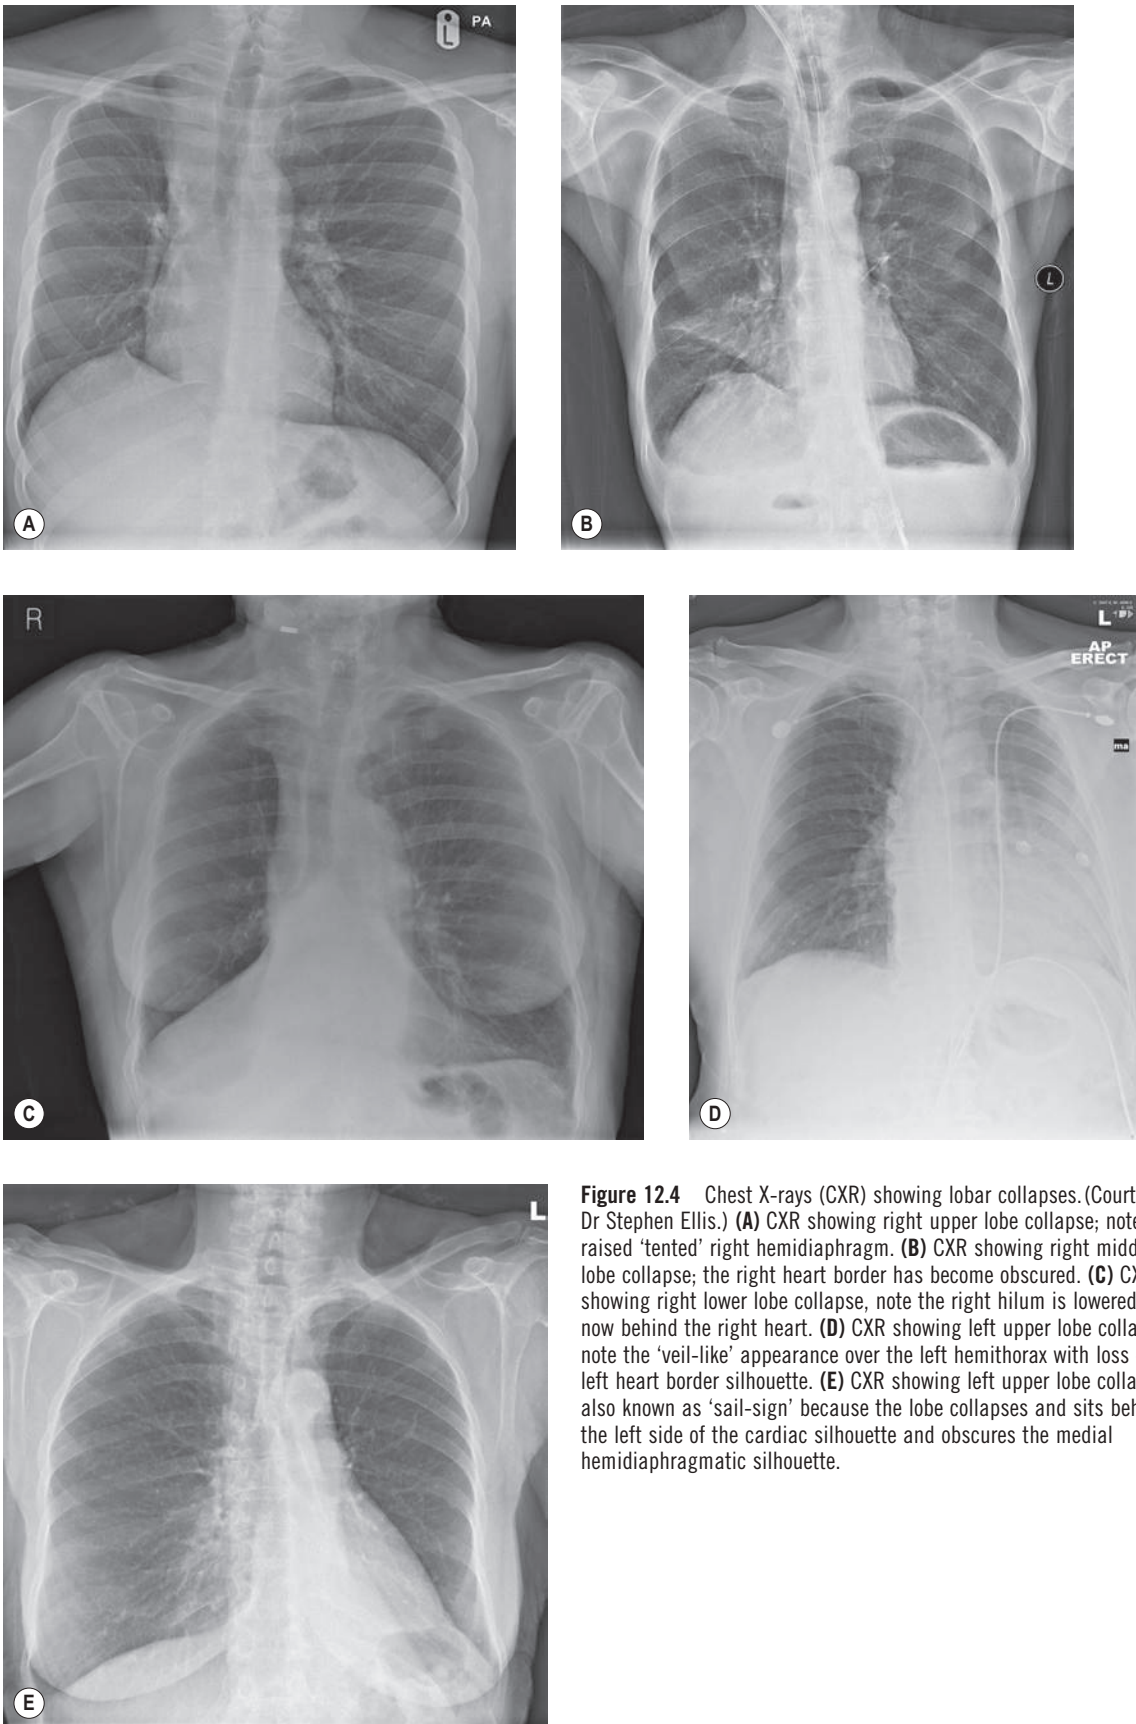 PA
L
A
L
B
R
C
L
AP
ERECT
ma
D
L
E
Figure 12.4 Chest X-rays (CXR) showing lobar collapses. (Court
Dr Stephen Ellis.) (A) CXR showing right upper lobe collapse; note
raised ‘tented’ right hemidiaphragm. (B) CXR showing right midd
lobe collapse; the right heart border has become obscured. (C) CX
showing right lower lobe collapse, note the right hilum is lowered
now behind the right heart. (D) CXR showing left upper lobe colla
note the ‘veil-like’ appearance over the left hemithorax with loss
left heart border silhouette. (E) CXR showing left upper lobe colla
also known as ‘sail-sign’ because the lobe collapses and sits beh
the left side of the cardiac silhouette and obscures the medial
hemidiaphragmatic silhouette.